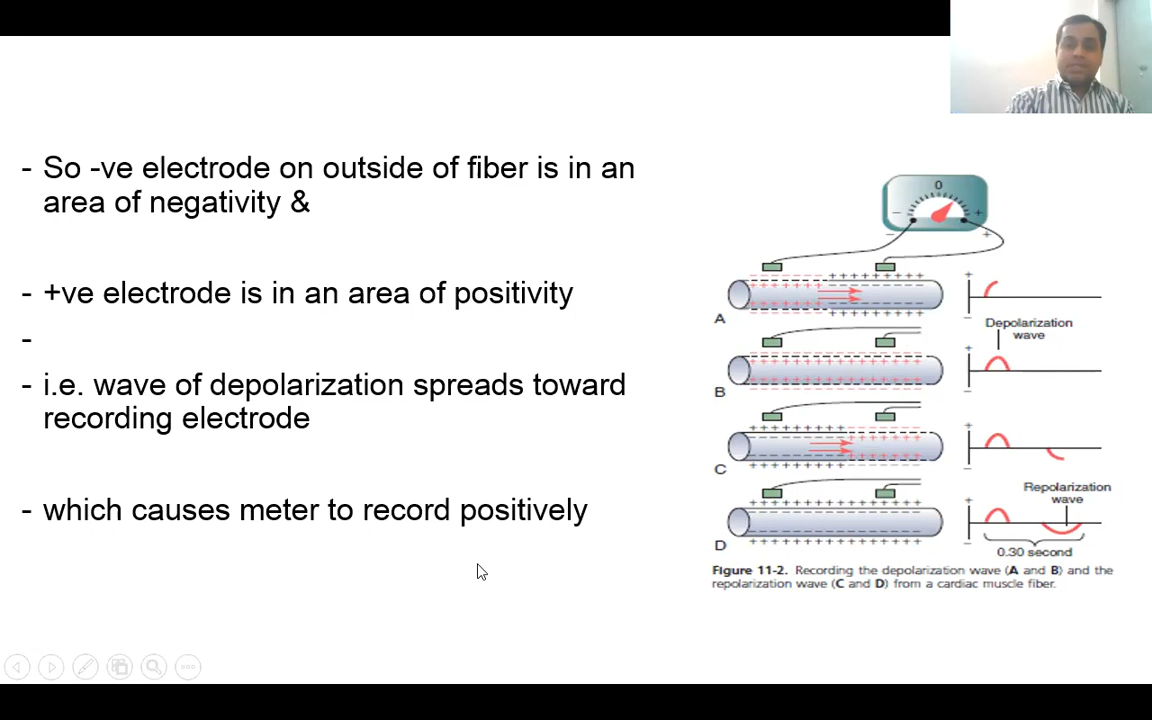 - So -ve electrode on outside of fiber is in an
area of negativity &
- +ve electrode is in an area of positivity
-
- i.e. wave of depolarization spreads toward
recording electrode
- which causes meter to record positively
0
− +
− +
A
+
−
Depolarization
wave
B
+
−
C
+
−
Repolarization
wave
D
+
−
0.30 second
Figure 11-2. Recording the depolarization wave (A and B) and the
repolarization wave (C and D) from a cardiac muscle fiber.